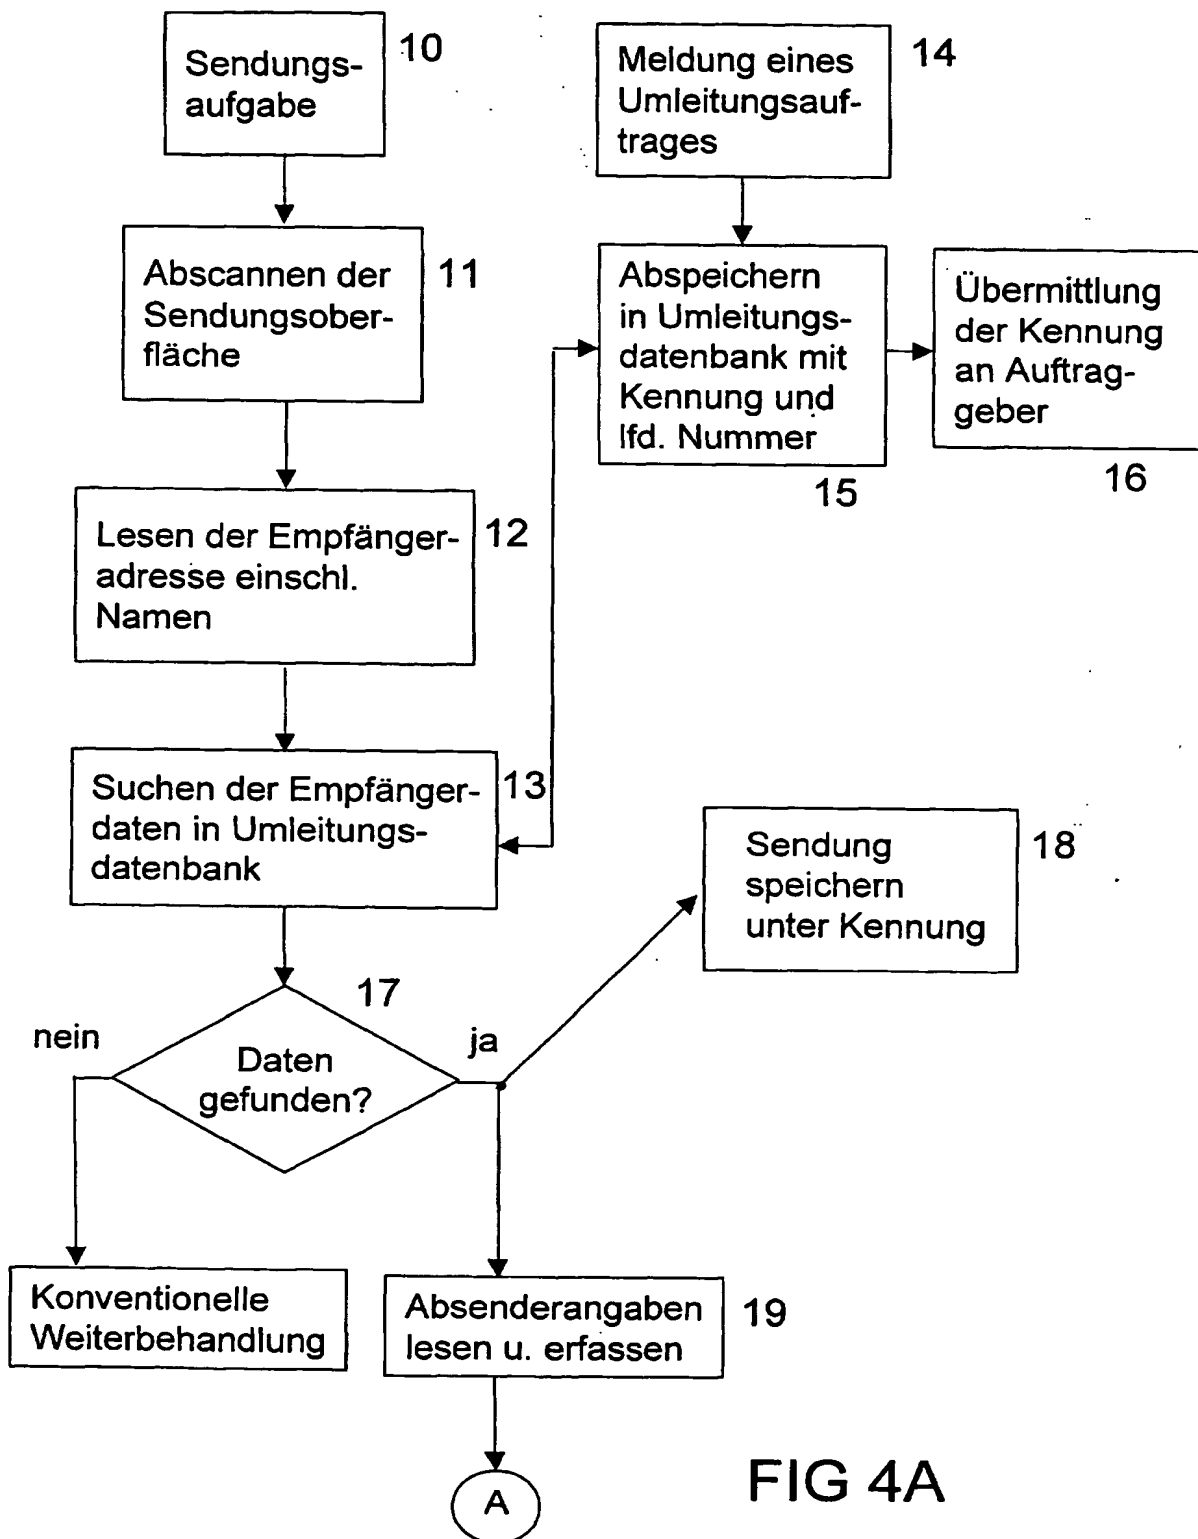 Sendungs-
aufgabe
10
Meldung eines
Umleitungsauf-
trages
14
Abscannen der
Sendungsober-
fläche
11
Abspeichern
in Umleitungs-
datenbank mit
Kennung und
lfd. Nummer
15
Übermittlung
der Kennung
an Auftrag-
geber
16
Lesen der Empfänger-
adresse einschl.
Namen
12
Suchen der Empfänger-
daten in Umleitungs-
datenbank
13
Sendung
speichern
unter Kennung
18
17
nein
ja
Daten
gefunden?
Konventionelle
Weiterbehandlung
Absenderangaben
lesen u. erfassen
19
A
FIG 4A